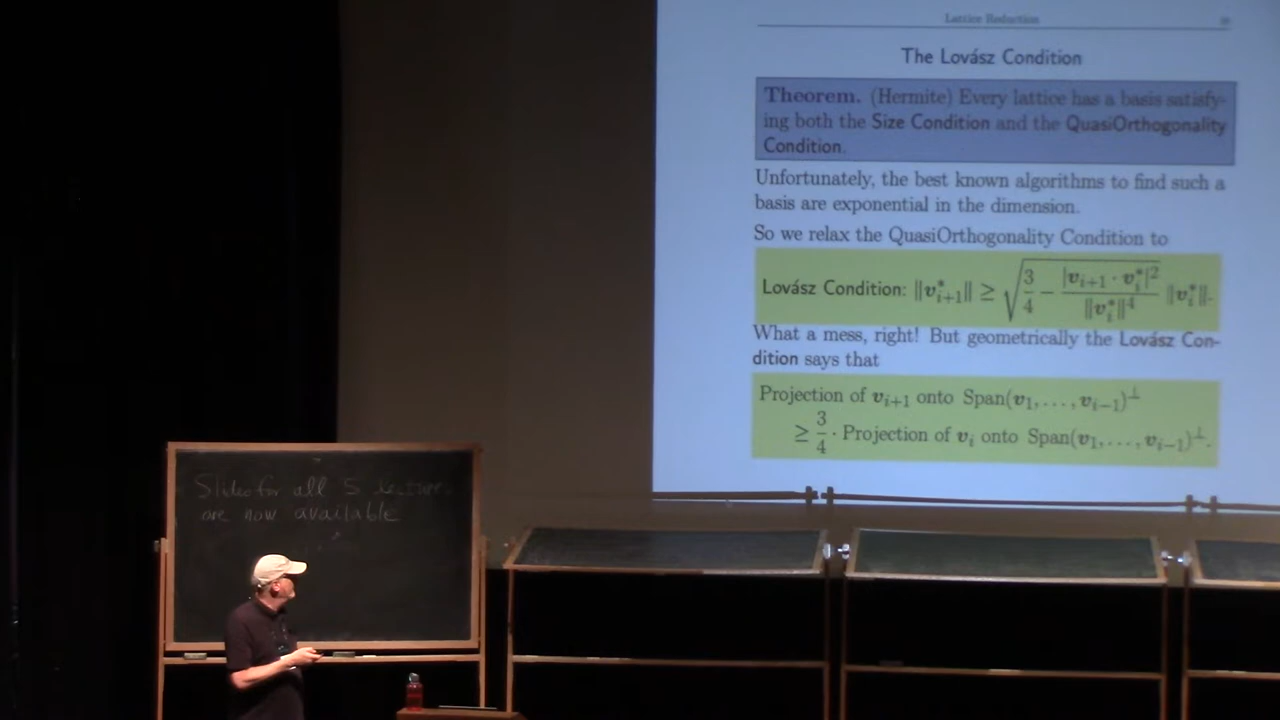 Lattice Reduction
The Lovász Condition
Theorem. (Hermite) Every lattice has a basis satisfy-
ing both the Size Condition and the QuasiOrthogonality
Condition.
Unfortunately, the best known algorithms to find such a
basis are exponential in the dimension.
So we relax the QuasiOrthogonality Condition to
Lovász Condition: ‖v*_{i+1}‖ ≥ √(3/4 − |v_{i+1} · v*_i|²/‖v*_i‖⁴) ‖v*_i‖.
What a mess, right! But geometrically the Lovász Con-
dition says that
Projection of v_{i+1} onto Span(v_1, . . . , v_{i−1})^⊥
≥ 3/4 · Projection of v_i onto Span(v_1, . . . , v_{i−1})^⊥.
Slides for all 5 lectures
are now available